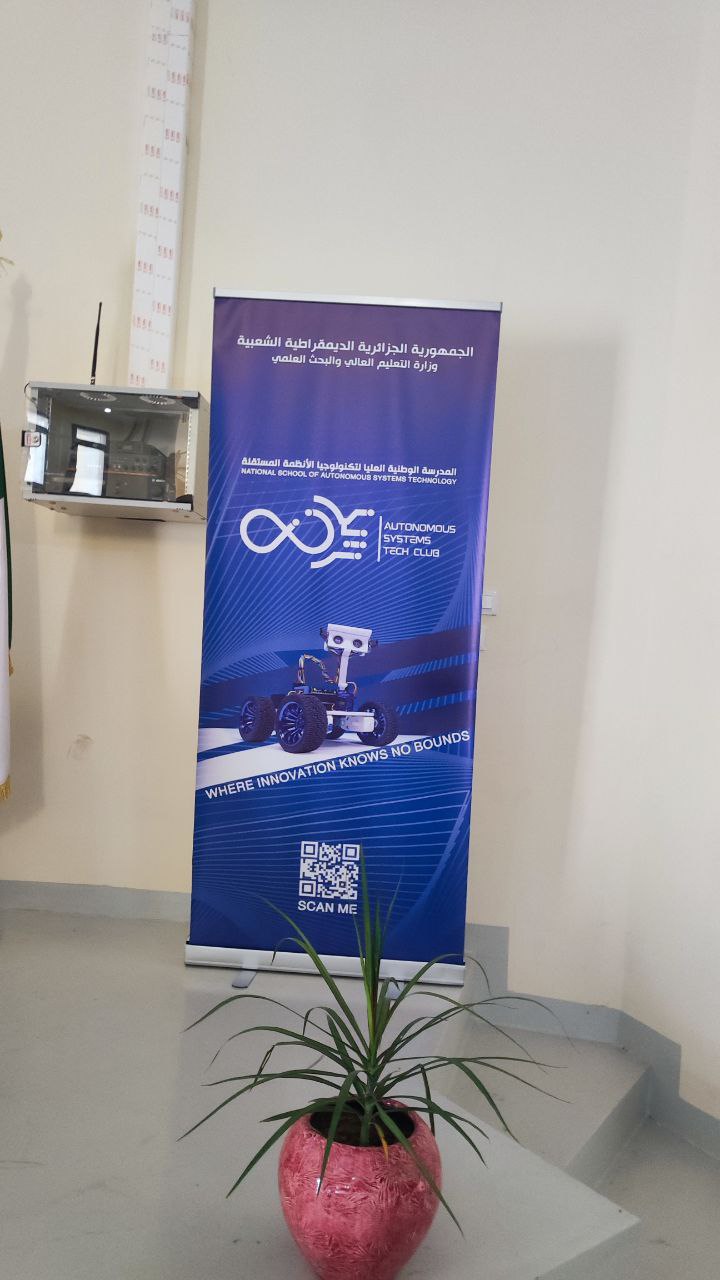 الجمهورية الجزائرية الديمقراطية الشعبية
وزارة التعليم العالي والبحث العلمي
المدرسة الوطنية العليا لتكنولوجيا الأنظمة المستقلة
NATIONAL SCHOOL OF AUTONOMOUS SYSTEMS TECHNOLOGY
AUTONOMOUS
SYSTEMS
TECH CLUB
WHERE INNOVATION KNOWS NO BOUNDS
SCAN ME